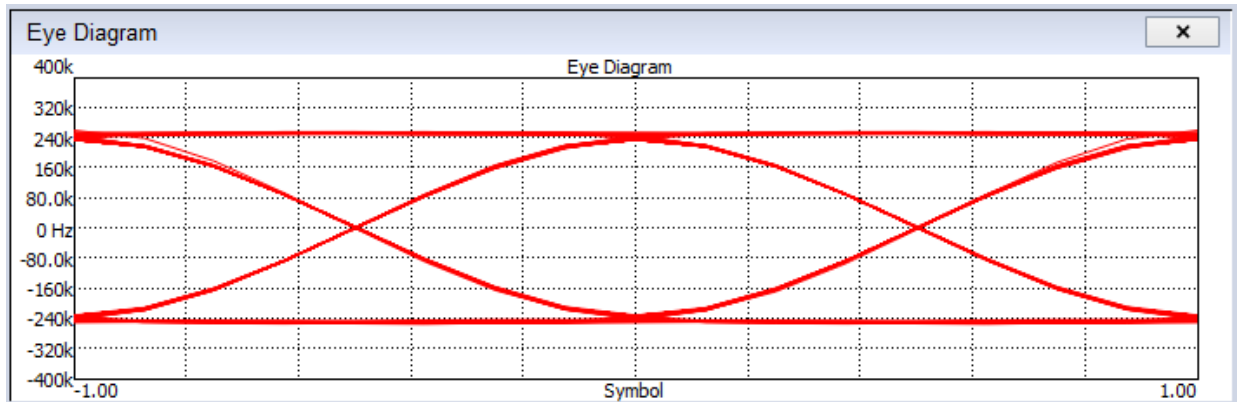 Eye Diagram
×
Eye Diagram
400k
320k
240k
160k
80.0k
0 Hz
-80.0k
-160k
-240k
-320k
-400k
-1.00 Symbol 1.00